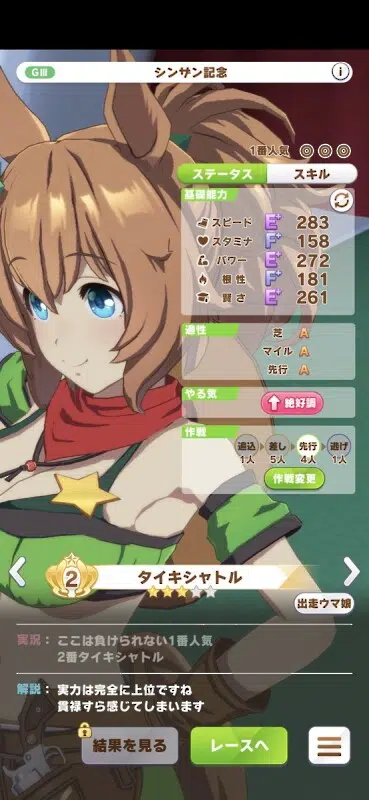 GⅢ シンザン記念 i
1番人気 ◎ ◎ ◎
ステータス スキル
基礎能力
スピード E+ 283
スタミナ F+ 158
パワー E+ 272
根性 F+ 181
賢さ E+ 261
適性
芝 A
マイル A
先行 A
やる気
絶好調
作戦
追込 差し 先行 逃げ
1人 5人 4人 1人
作戦変更
2 タイキシャトル
出走ウマ娘
実況：ここは負けられない1番人気
2番タイキシャトル
解説：実力は完全に上位ですね
貫禄すら感じてしまいます
結果を見る レースへ